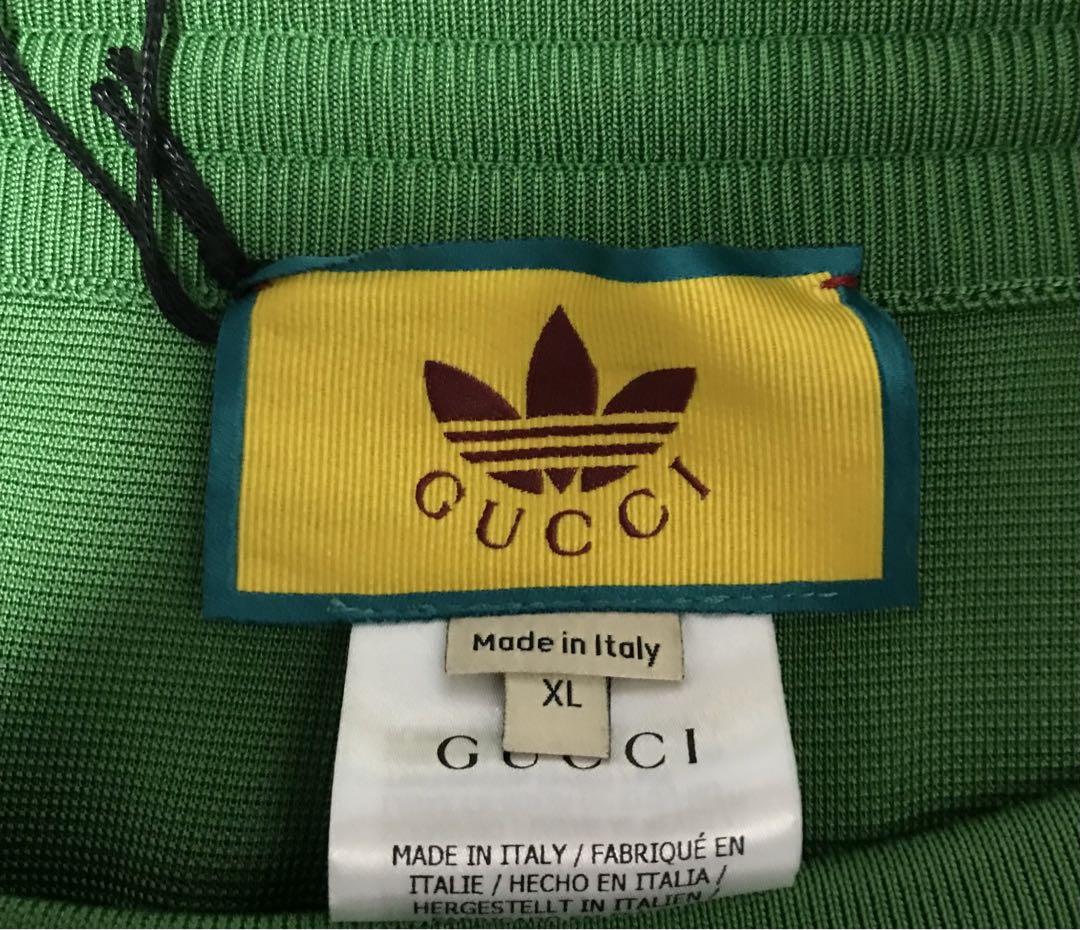 GUCCI
Made in Italy
XL
GUCCI
MADE IN ITALY / FABRIQUÉ EN
ITALIE / HECHO EN ITALIA /
HERGESTELLT IN ITALIEN /